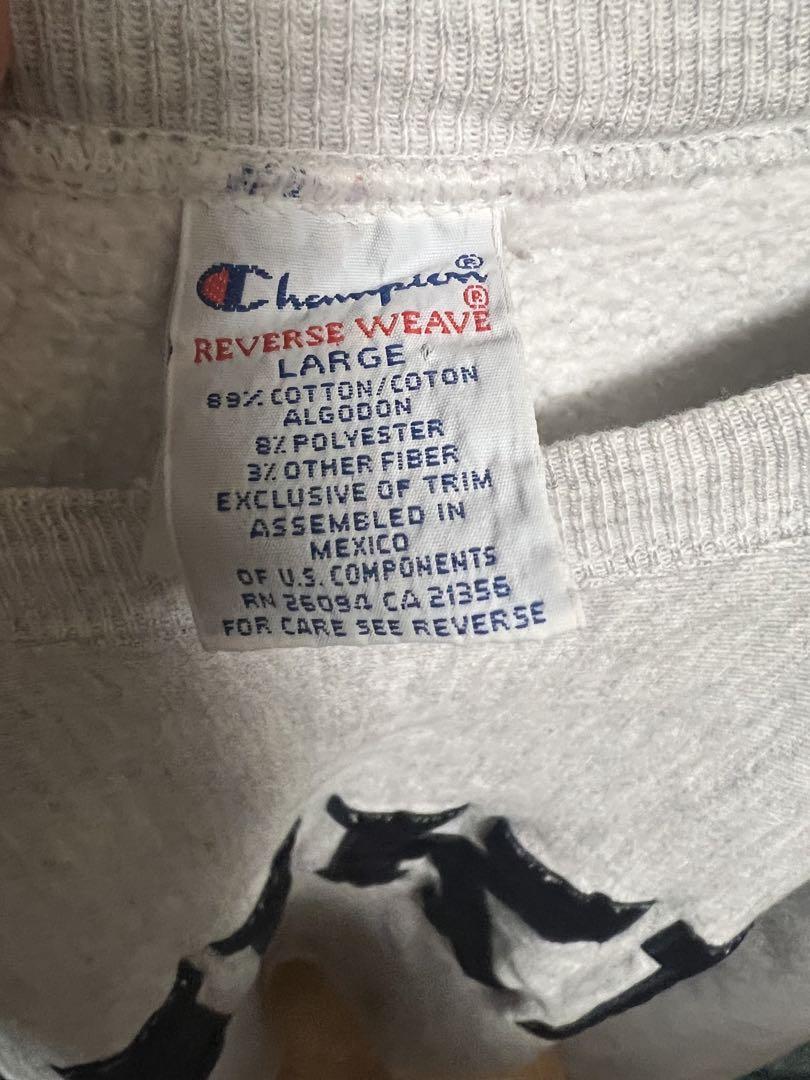 Champion®
REVERSE WEAVE®
LARGE
89% COTTON/COTON
ALGODON
8% POLYESTER
3% OTHER FIBER
EXCLUSIVE OF TRIM
ASSEMBLED IN
MEXICO
OF U.S. COMPONENTS
RN 26094 CA 21356
FOR CARE SEE REVERSE